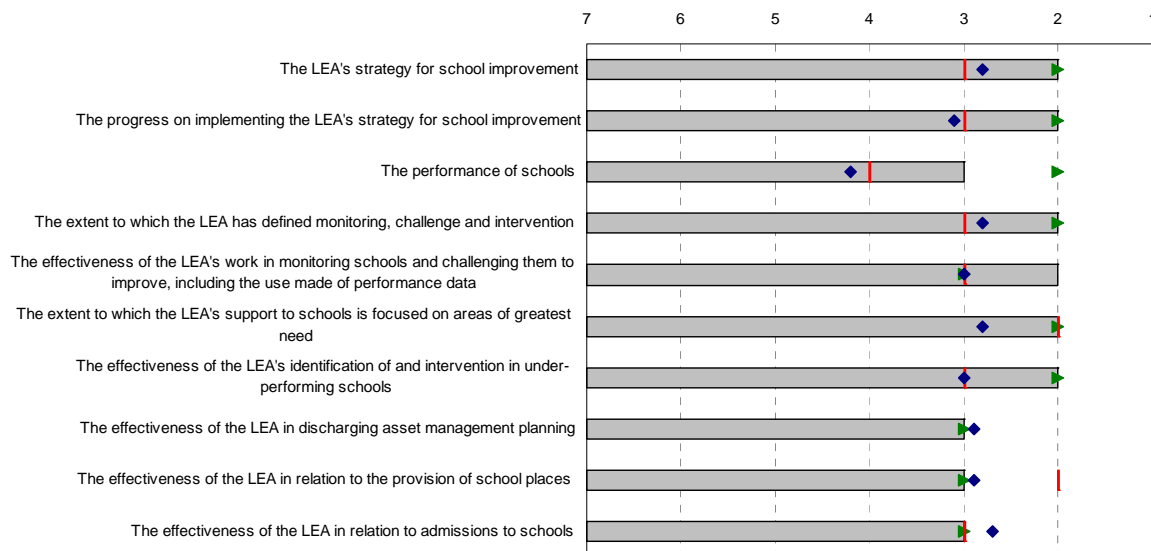 7 6 5 4 3 2 1
The LEA's strategy for school improvement
The progress on implementing the LEA's strategy for school improvement
The performance of schools
The extent to which the LEA has defined monitoring, challenge and intervention
The effectiveness of the LEA's work in monitoring schools and challenging them to
improve, including the use made of performance data
The extent to which the LEA's support to schools is focused on areas of greatest
need
The effectiveness of the LEA's identification of and intervention in under-
performing schools
The effectiveness of the LEA in discharging asset management planning
The effectiveness of the LEA in relation to the provision of school places
The effectiveness of the LEA in relation to admissions to schools